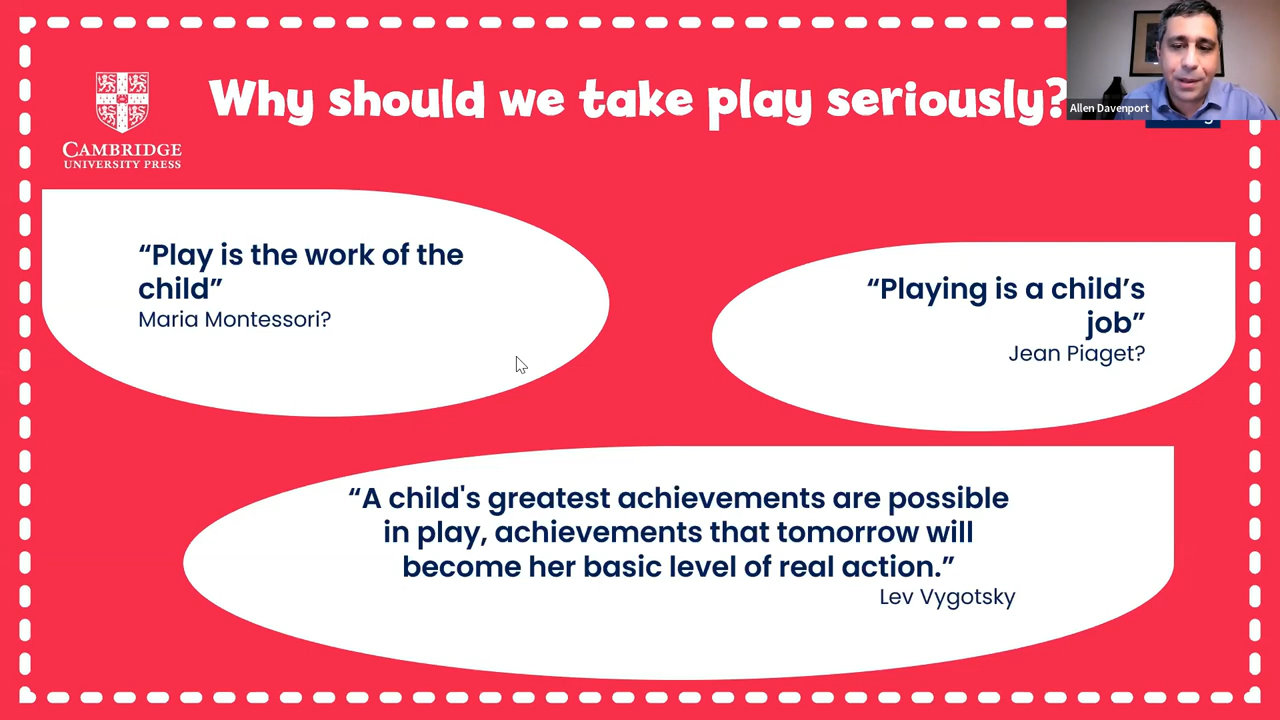 Why should we take play seriously?
Allen Davenport
CAMBRIDGE
UNIVERSITY PRESS
“Play is the work of the
child”
Maria Montessori?
“Playing is a child’s
job”
Jean Piaget?
“A child's greatest achievements are possible
in play, achievements that tomorrow will
become her basic level of real action.”
Lev Vygotsky